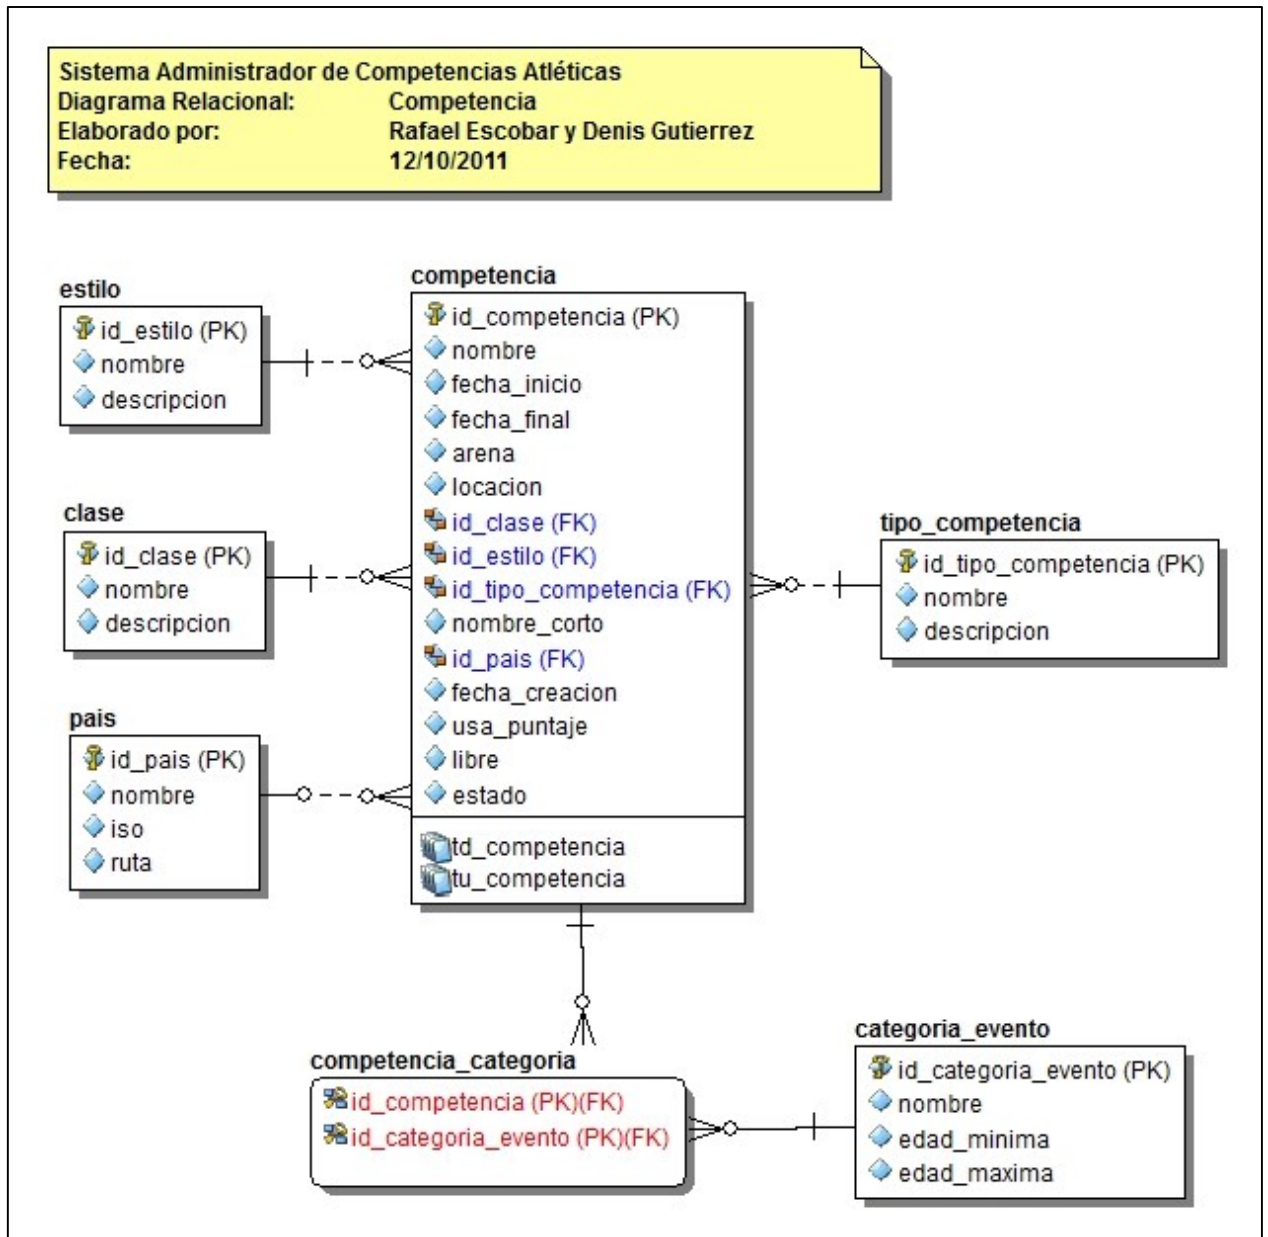 Sistema Administrador de Competencias Atléticas
Diagrama Relacional: Competencia
Elaborado por: Rafael Escobar y Denis Gutierrez
Fecha: 12/10/2011
estilo
id_estilo (PK)
nombre
descripcion
clase
id_clase (PK)
nombre
descripcion
pais
id_pais (PK)
nombre
iso
ruta
competencia
id_competencia (PK)
nombre
fecha_inicio
fecha_final
arena
locacion
id_clase (FK)
id_estilo (FK)
id_tipo_competencia (FK)
nombre_corto
id_pais (FK)
fecha_creacion
usa_puntaje
libre
estado
td_competencia
tu_competencia
tipo_competencia
id_tipo_competencia (PK)
nombre
descripcion
competencia_categoria
id_competencia (PK)(FK)
id_categoria_evento (PK)(FK)
categoria_evento
id_categoria_evento (PK)
nombre
edad_minima
edad_maxima